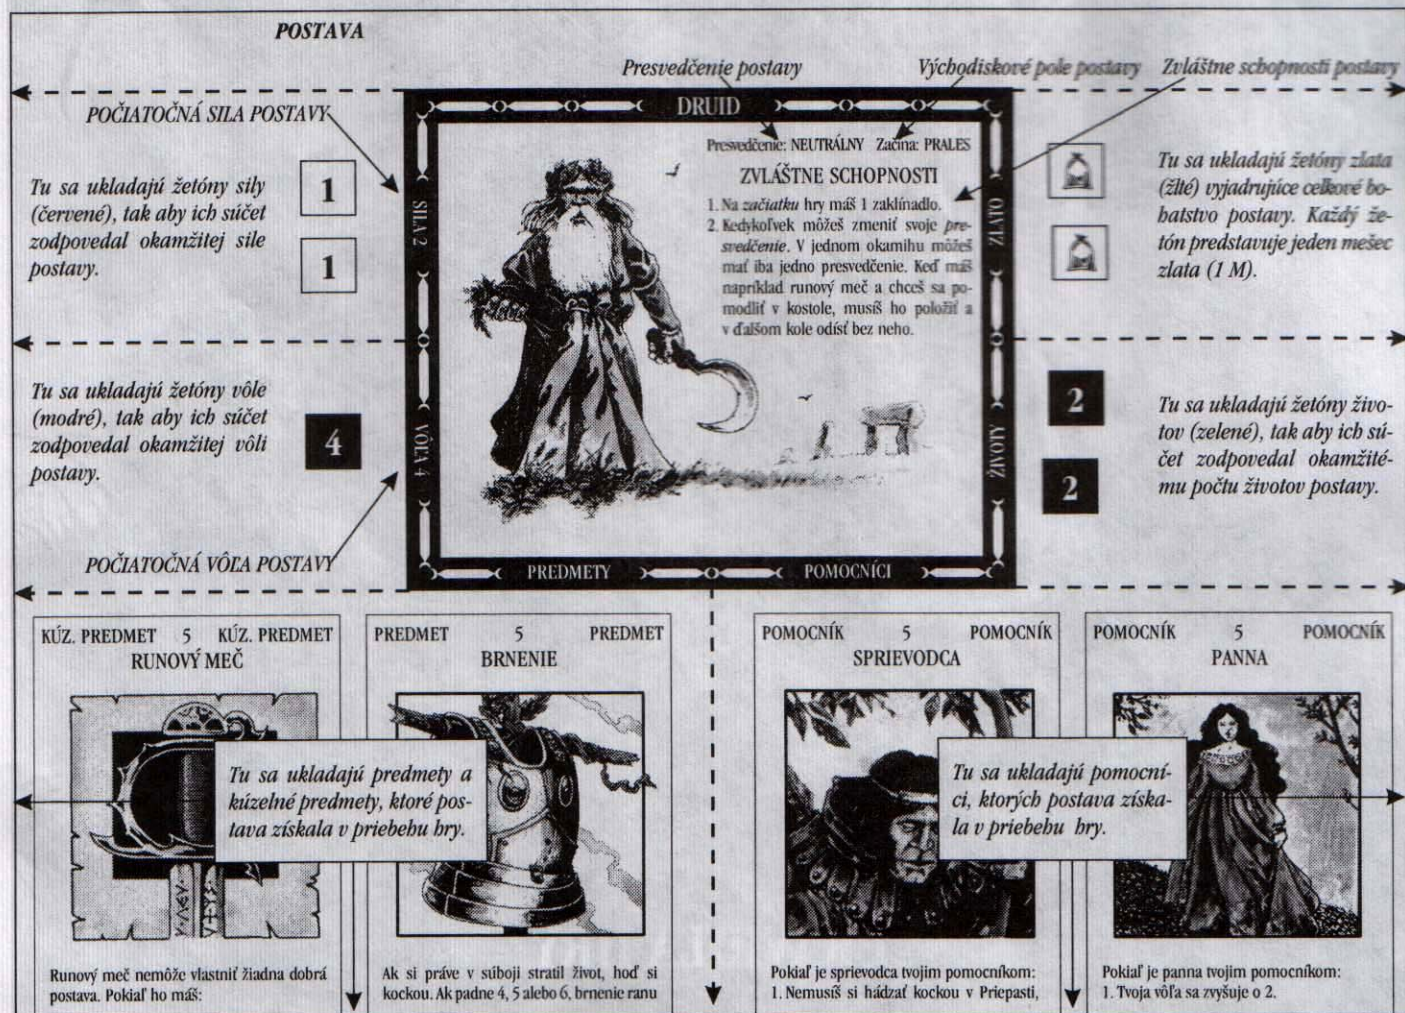 POSTAVA
Presvedčenie postavy
Východiskové pole postavy
Zvláštne schopnosti postavy
POČIATOČNÁ SILA POSTAVY
Tu sa ukladajú žetóny sily
(červené), tak aby ich súčet
zodpovedal okamžitej sile
postavy.
1
1
Tu sa ukladajú žetóny vôle
(modré), tak aby ich súčet
zodpovedal okamžitej vôli
postavy.
4
POČIATOČNÁ VÔĽA POSTAVY
DRUID
SILA 2
VÔĽA 4
Presvedčenie: NEUTRÁLNY Začína: PRALES
ZVLÁŠTNE SCHOPNOSTI
1. Na začiatku hry máš 1 zaklínadlo.
2. Kedykoľvek môžeš zmeniť svoje pre-
svedčenie. V jednom okamihu môžeš
mať iba jedno presvedčenie. Keď máš
napríklad runový meč a chceš sa po-
modliť v kostole, musíš ho položiť a
v ďalšom kole odísť bez neho.
ZLATO
ŽIVOTY
PREDMETY
POMOCNÍCI
Tu sa ukladajú žetóny zlata
(žlté) vyjadrujúce celkové bo-
hatstvo postavy. Každý že-
tón predstavuje jeden mešec
zlata (1 M).
2
2
Tu sa ukladajú žetóny živo-
tov (zelené), tak aby ich sú-
čet zodpovedal okamžité-
mu počtu životov postavy.
KÚZ. PREDMET 5 KÚZ. PREDMET
RUNOVÝ MEČ
Runový meč nemôže vlastniť žiadna dobrá
postava. Pokiaľ ho máš:
PREDMET 5 PREDMET
BRNENIE
Ak si práve v súboji stratil život, hoď si
kockou. Ak padne 4, 5 alebo 6, brnenie ranu
Tu sa ukladajú predmety a
kúzelné predmety, ktoré pos-
tava získala v priebehu hry.
POMOCNÍK 5 POMOCNÍK
SPRIEVODCA
Pokiaľ je sprievodca tvojim pomocníkom:
1. Nemusíš si hádzať kockou v Priepasti,
POMOCNÍK 5 POMOCNÍK
PANNA
Pokiaľ je panna tvojim pomocníkom:
1. Tvoja vôľa sa zvyšuje o 2.
Tu sa ukladajú pomocní-
ci, ktorých postava získa-
la v priebehu hry.